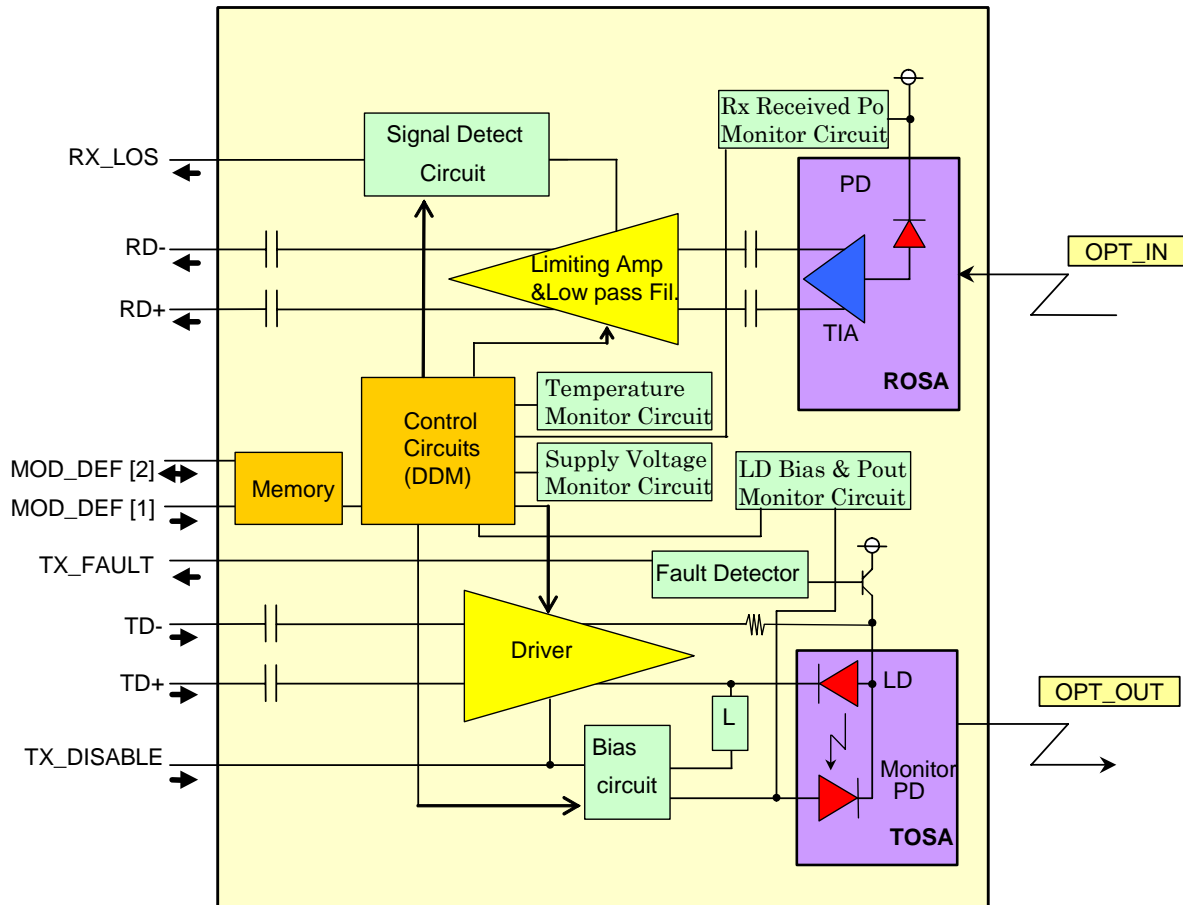 Rx Received Po
Monitor Circuit
Signal Detect
Circuit
RX_LOS
PD
RD-
OPT_IN
Limiting Amp
&Low pass Fil.
RD+
TIA
ROSA
Temperature
Monitor Circuit
Control
Circuits
(DDM)
MOD_DEF [2]
Supply Voltage
Monitor Circuit
LD Bias & Pout
Monitor Circuit
Memory
MOD_DEF [1]
TX_FAULT
Fault Detector
TD-
Driver
TD+
LD
OPT_OUT
L
TX_DISABLE
Bias
circuit
Monitor
PD
TOSA